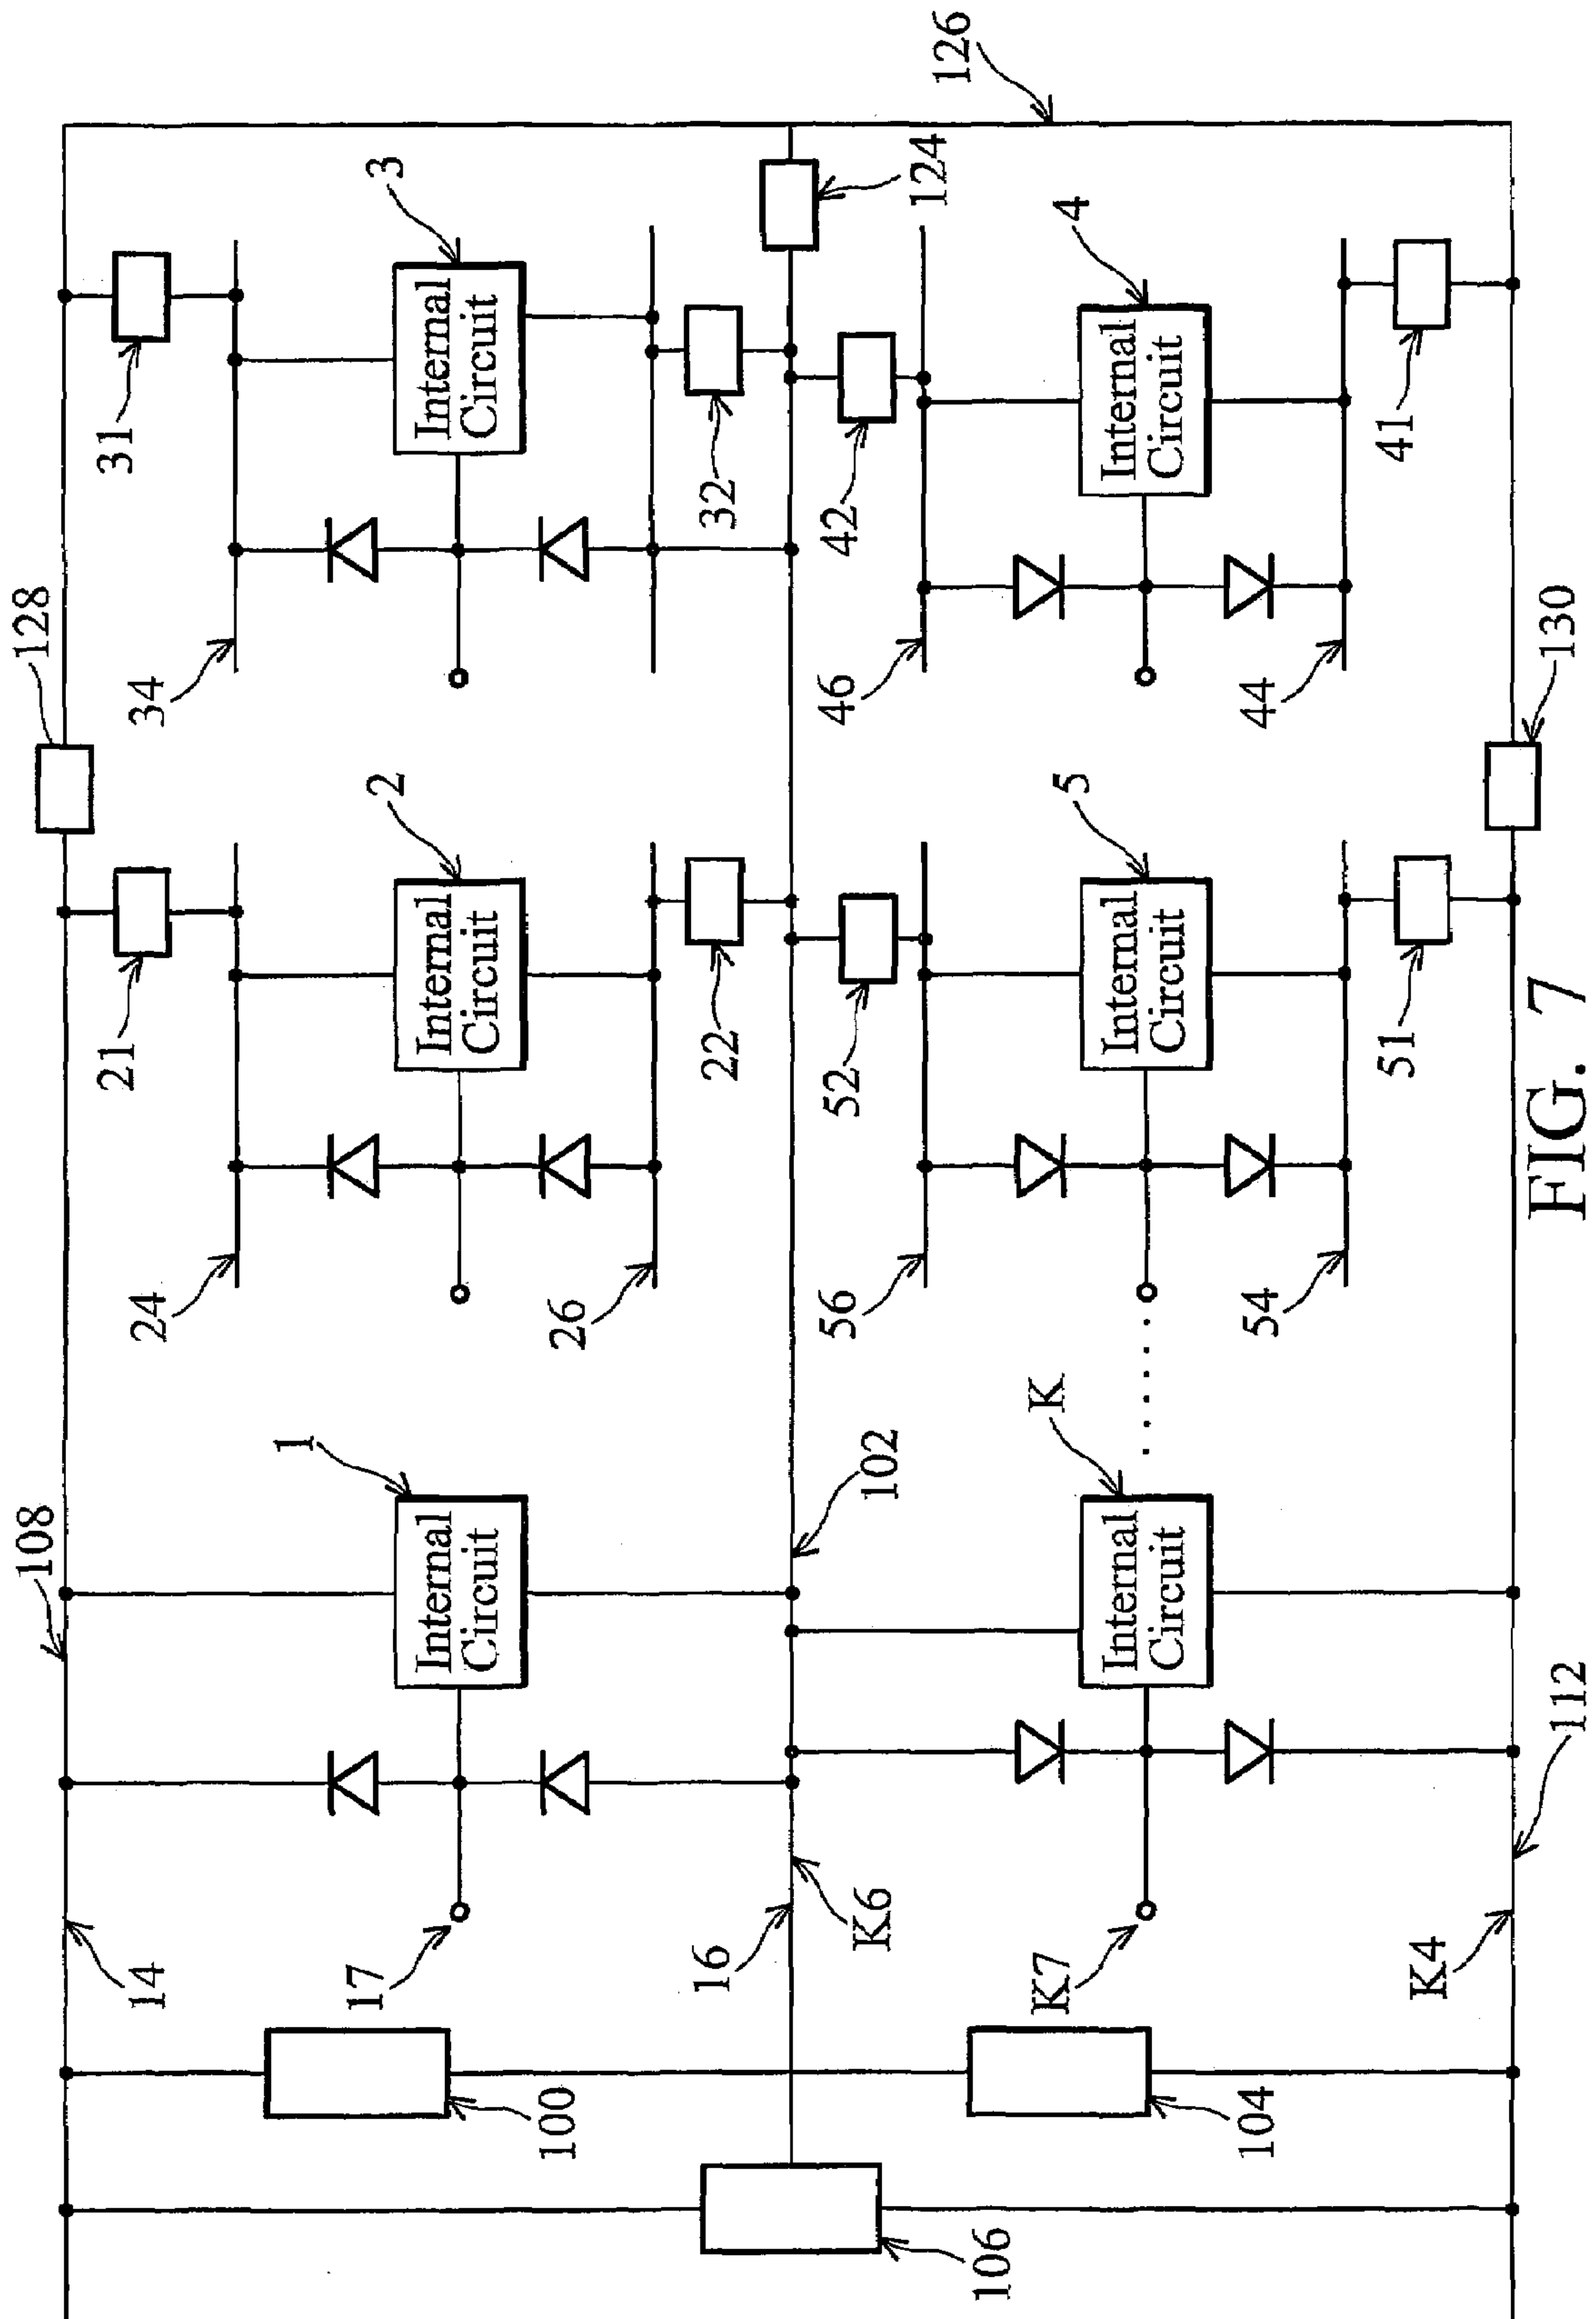 108
128
14
1
24
21
2
34
31
3
17
Internal
Circuit
Internal
Circuit
Internal
Circuit
100
26
22
32
16
102
124
106
K6
56
52
46
42
126
K7
K
Internal
Circuit
......
5
Internal
Circuit
4
Internal
Circuit
104
K4
54
51
44
41
112
130
FIG. 7